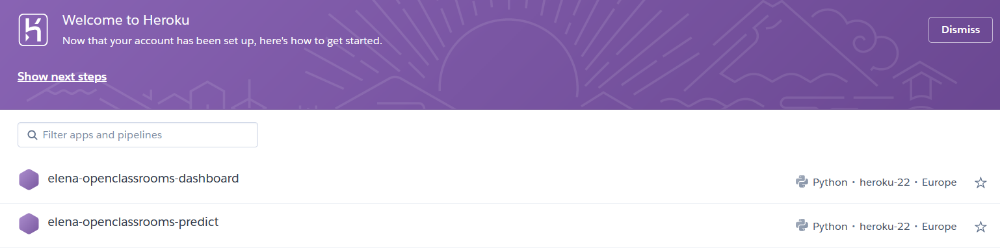 Welcome to Heroku
Now that your account has been set up, here's how to get started.
Dismiss
Show next steps
Filter apps and pipelines
elena-openclassrooms-dashboard
Python • heroku-22 • Europe
elena-openclassrooms-predict
Python • heroku-22 • Europe